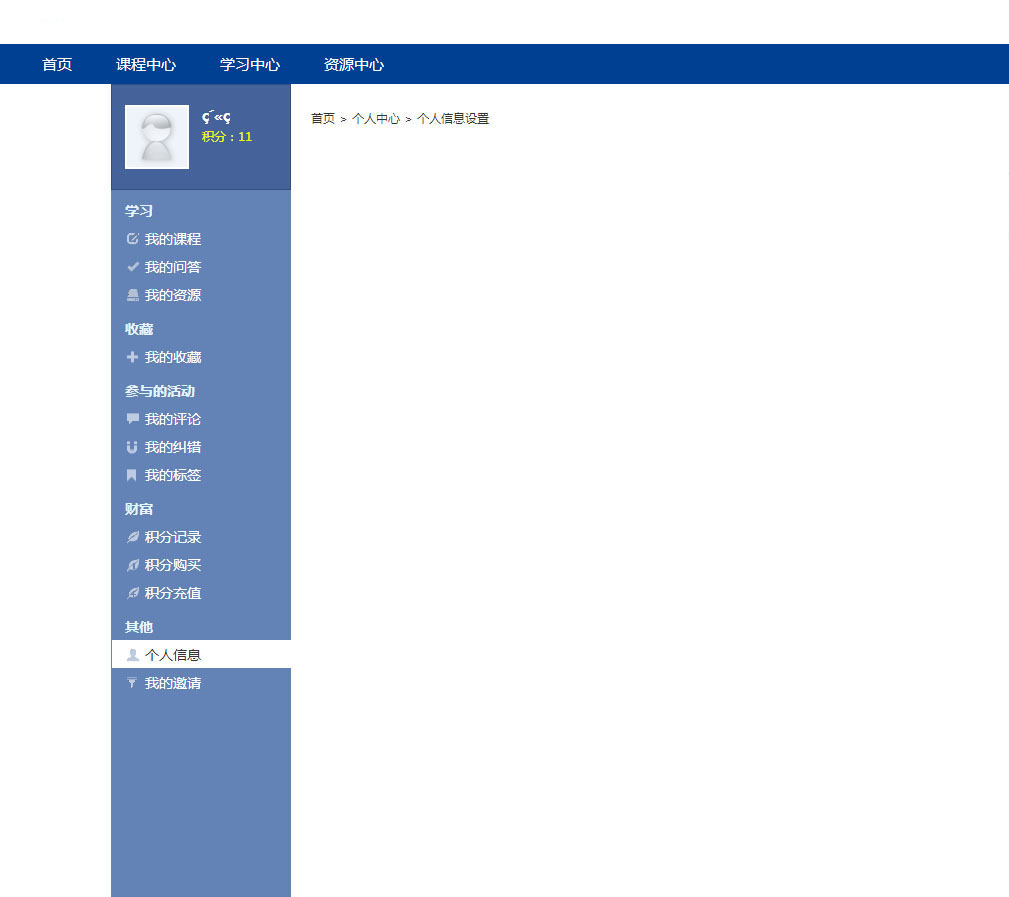 首页 课程中心 学习中心 资源中心
ç´«ç
积分：11
首页 > 个人中心 > 个人信息设置
学习
我的课程
我的问答
我的资源
收藏
我的收藏
参与的活动
我的评论
我的纠错
我的标签
财富
积分记录
积分购买
积分充值
其他
个人信息
我的邀请